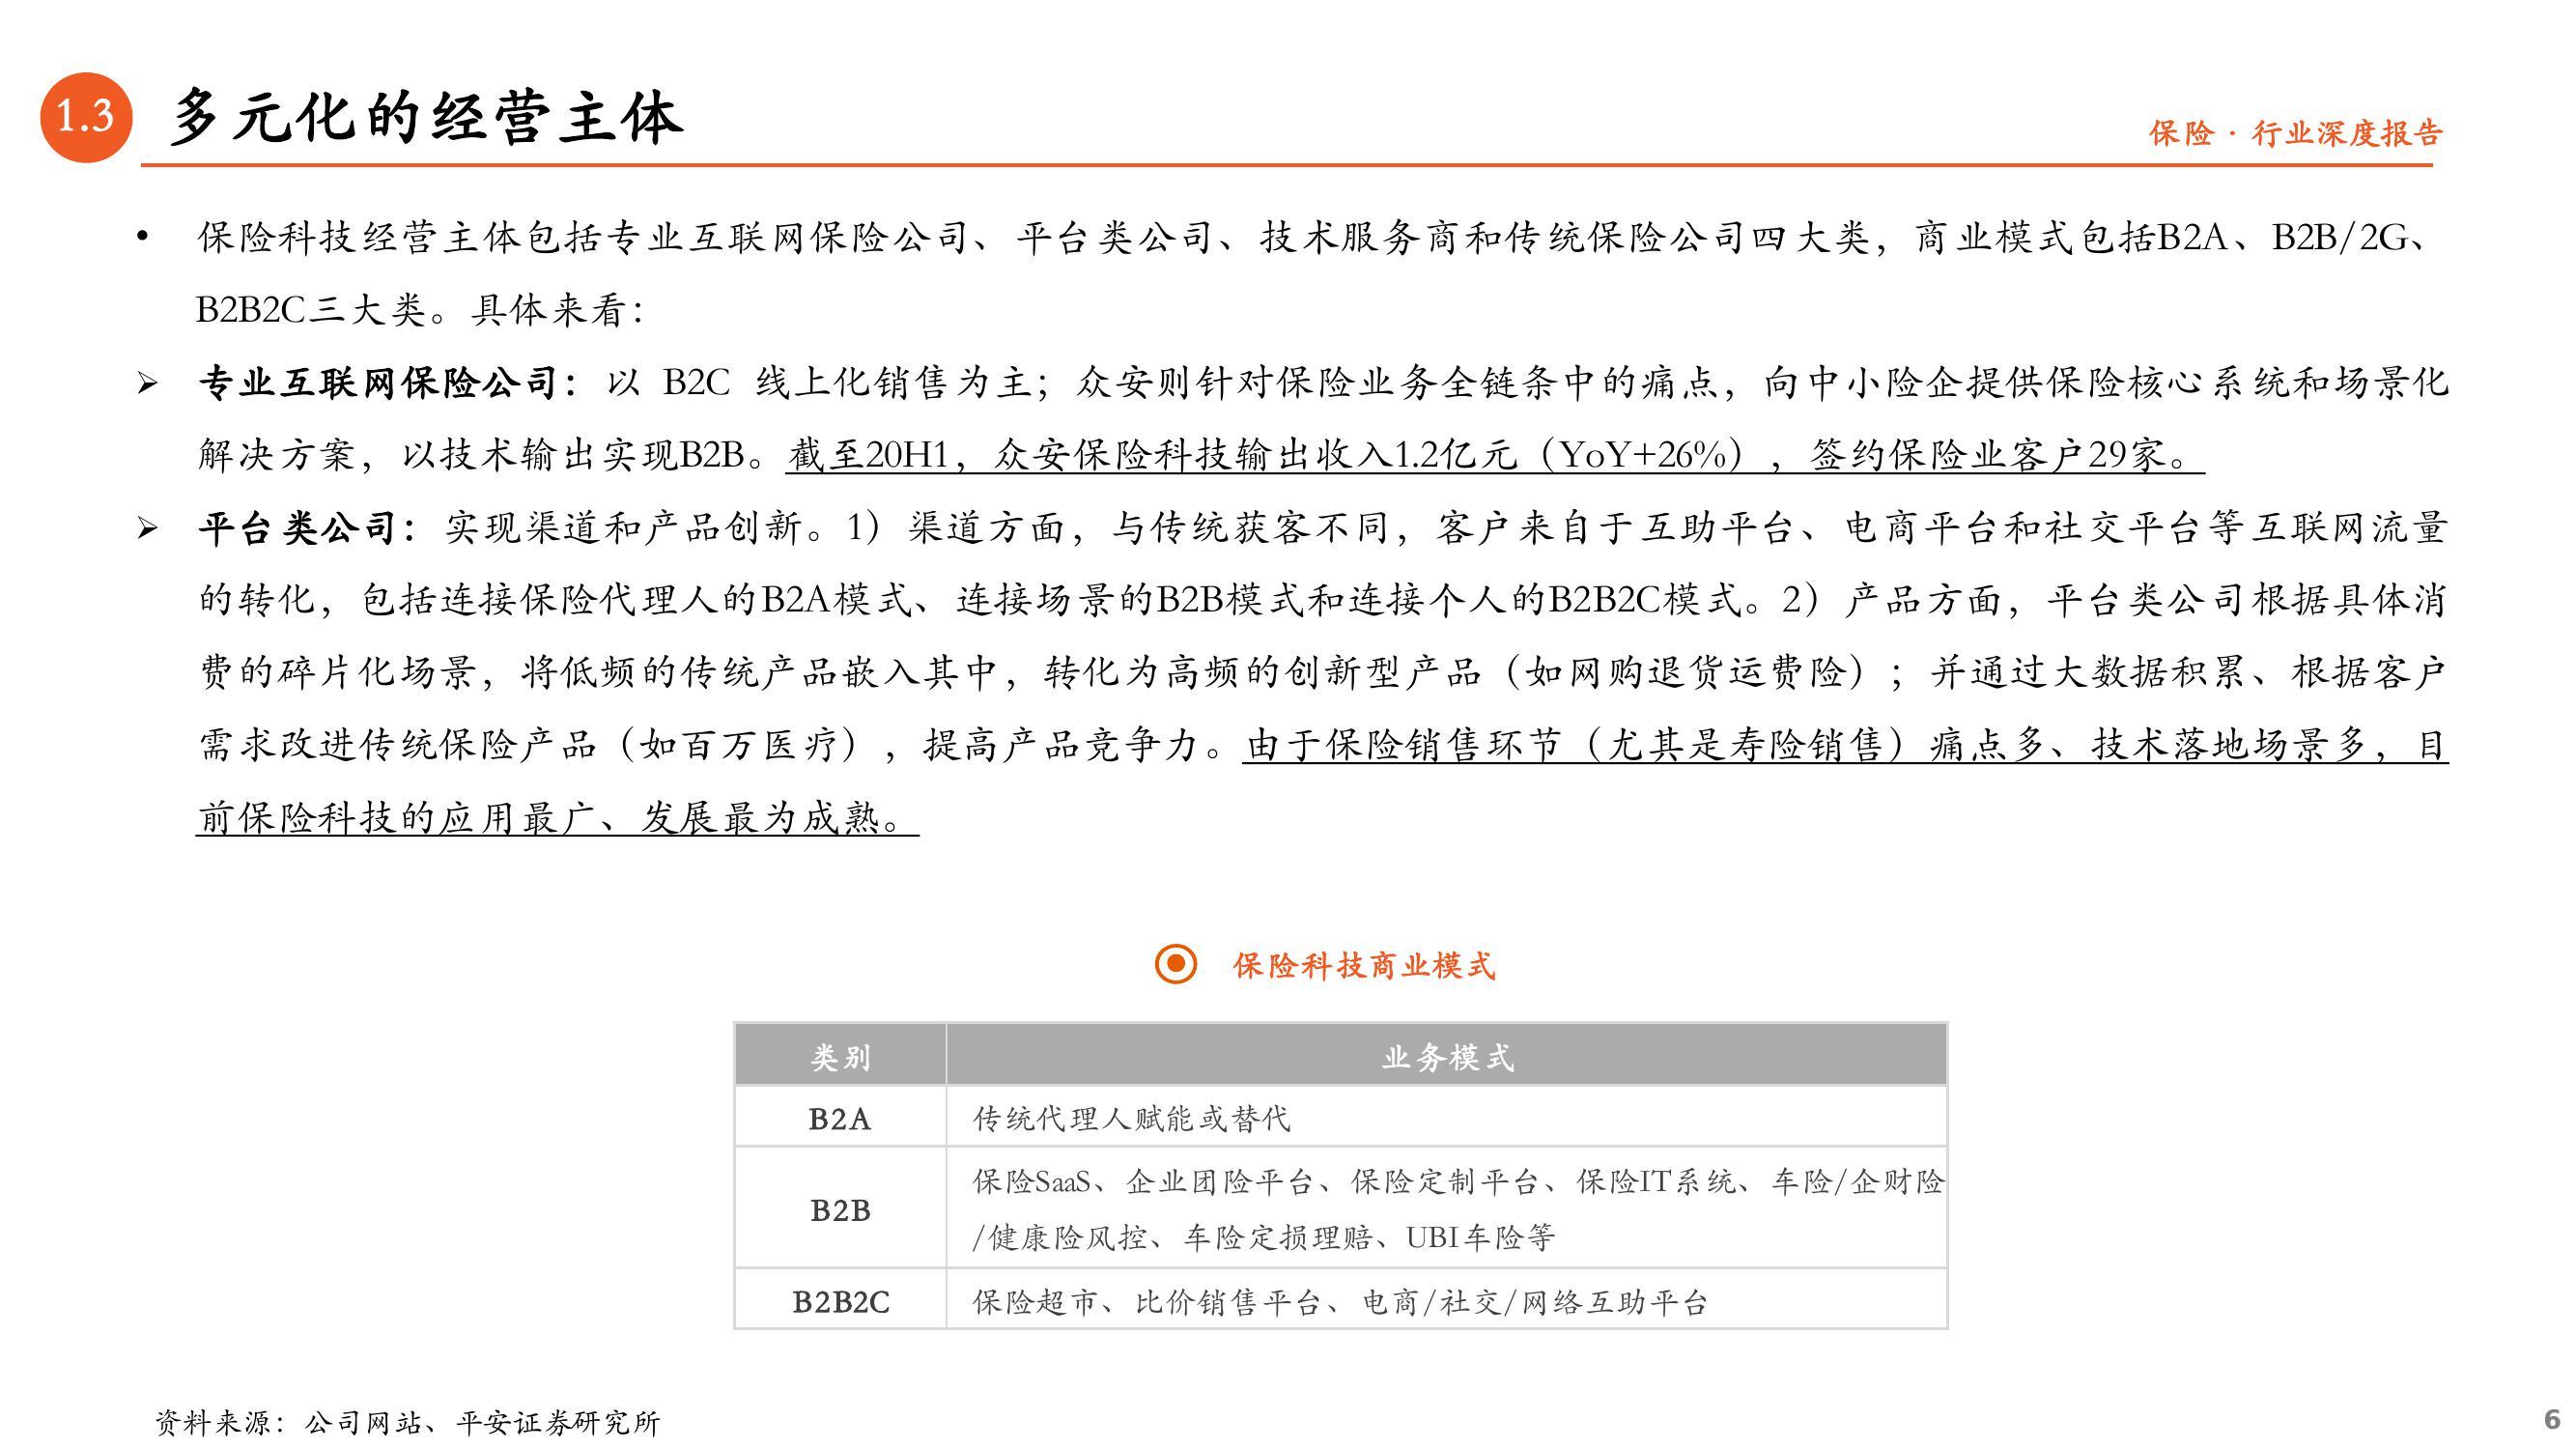 1.3 多元化的经营主体
保险 · 行业深度报告
• 保险科技经营主体包括专业互联网保险公司、平台类公司、技术服务商和传统保险公司四大类，商业模式包括B2A、B2B/2G、
B2B2C三大类。具体来看：
➢ 专业互联网保险公司：以 B2C 线上化销售为主；众安则针对保险业务全链条中的痛点，向中小险企提供保险核心系统和场景化
解决方案，以技术输出实现B2B。截至20H1，众安保险科技输出收入1.2亿元（YoY+26%），签约保险业客户29家。
➢ 平台类公司：实现渠道和产品创新。1）渠道方面，与传统获客不同，客户来自于互助平台、电商平台和社交平台等互联网流量
的转化，包括连接保险代理人的B2A模式、连接场景的B2B模式和连接个人的B2B2C模式。2）产品方面，平台类公司根据具体消
费的碎片化场景，将低频的传统产品嵌入其中，转化为高频的创新型产品（如网购退货运费险）；并通过大数据积累、根据客户
需求改进传统保险产品（如百万医疗），提高产品竞争力。由于保险销售环节（尤其是寿险销售）痛点多、技术落地场景多，目
前保险科技的应用最广、发展最为成熟。
保险科技商业模式
类别 业务模式
B2A 传统代理人赋能或替代
B2B 保险SaaS、企业团险平台、保险定制平台、保险IT系统、车险/企财险
/健康险风控、车险定损理赔、UBI车险等
B2B2C 保险超市、比价销售平台、电商/社交/网络互助平台
资料来源：公司网站、平安证券研究所
6